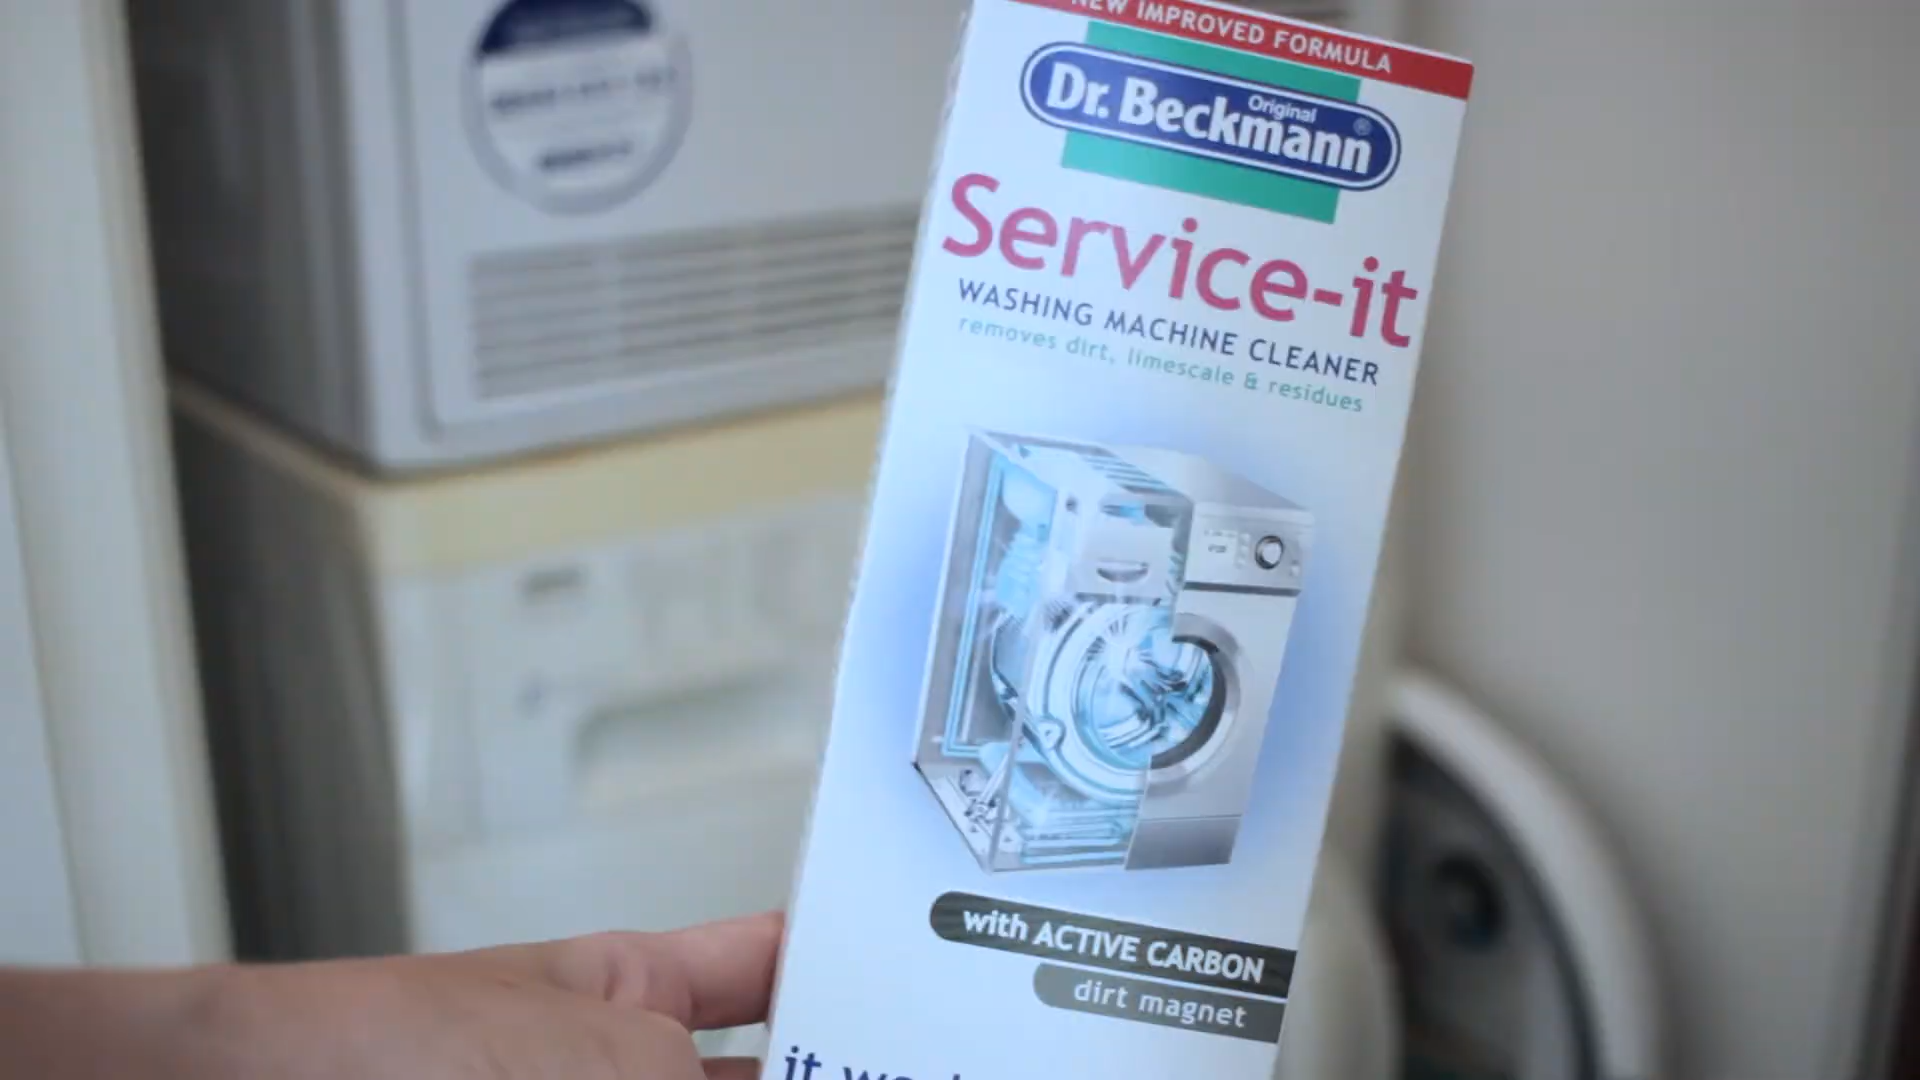 NEW IMPROVED FORMULA
Original
Dr. Beckmann®
Service-it
WASHING MACHINE CLEANER
removes dirt, limescale & residues
with ACTIVE CARBON
dirt magnet
it